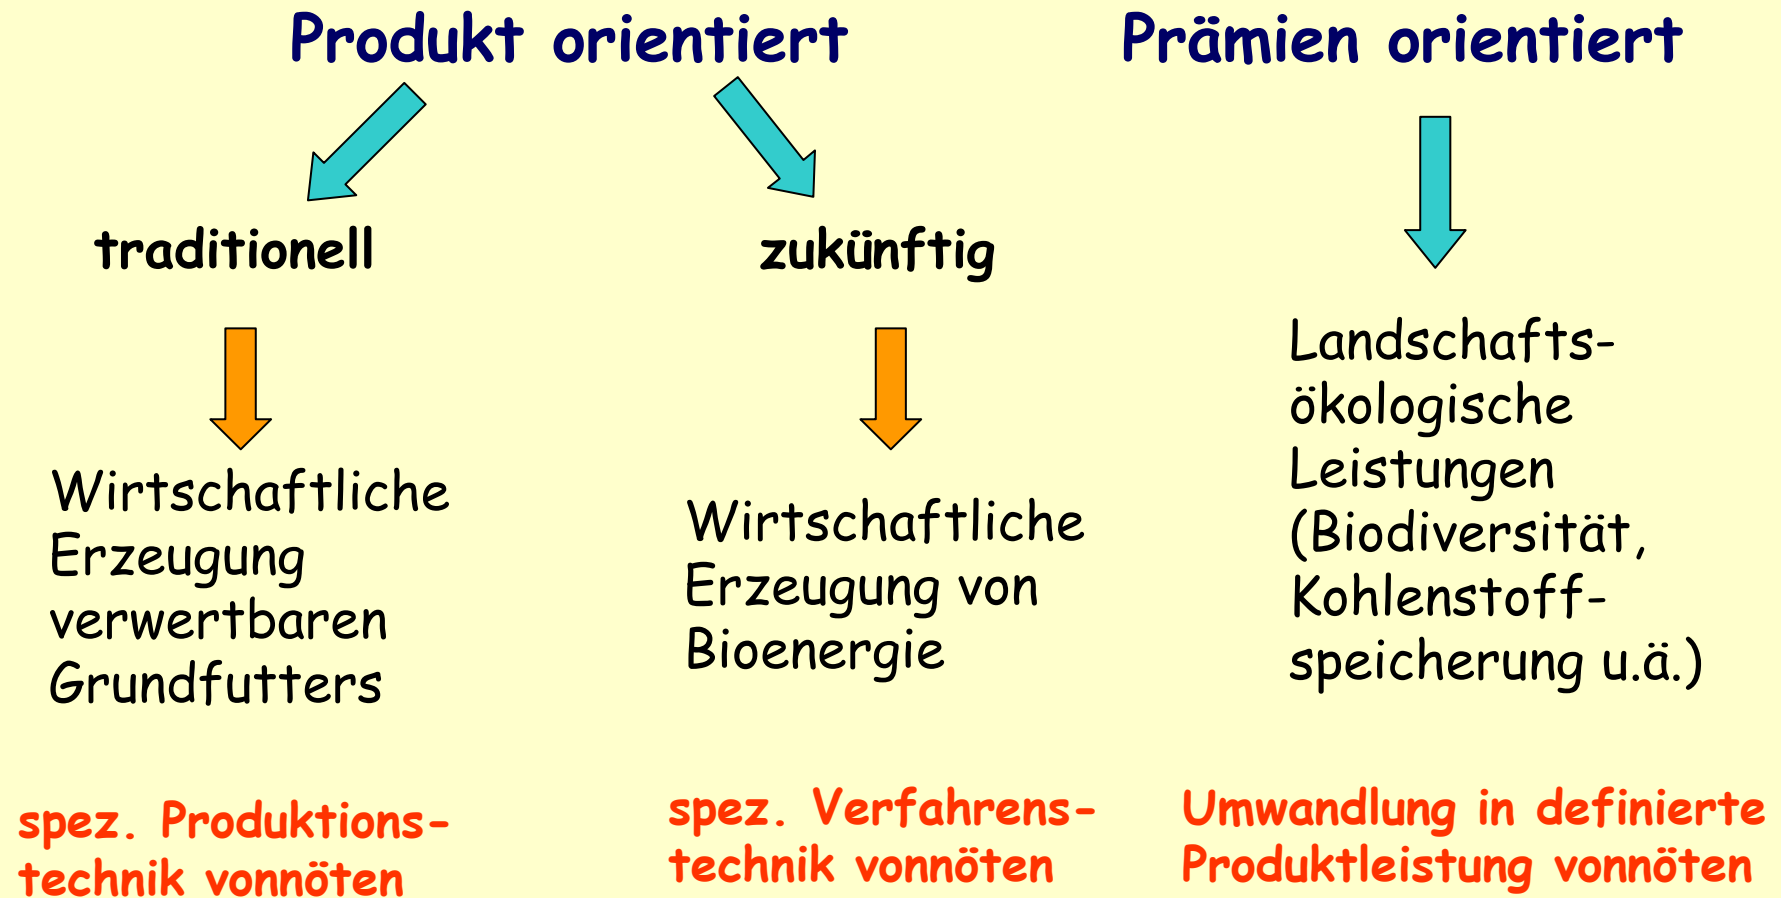 Produkt orientiert
Prämien orientiert
traditionell
zukünftig
Wirtschaftliche
Erzeugung
verwertbaren
Grundfutters
Wirtschaftliche
Erzeugung von
Bioenergie
Landschafts-
ökologische
Leistungen
(Biodiversität,
Kohlenstoff-
speicherung u.ä.)
spez. Produktions-
technik vonnöten
spez. Verfahrens-
technik vonnöten
Umwandlung in definierte
Produktleistung vonnöten